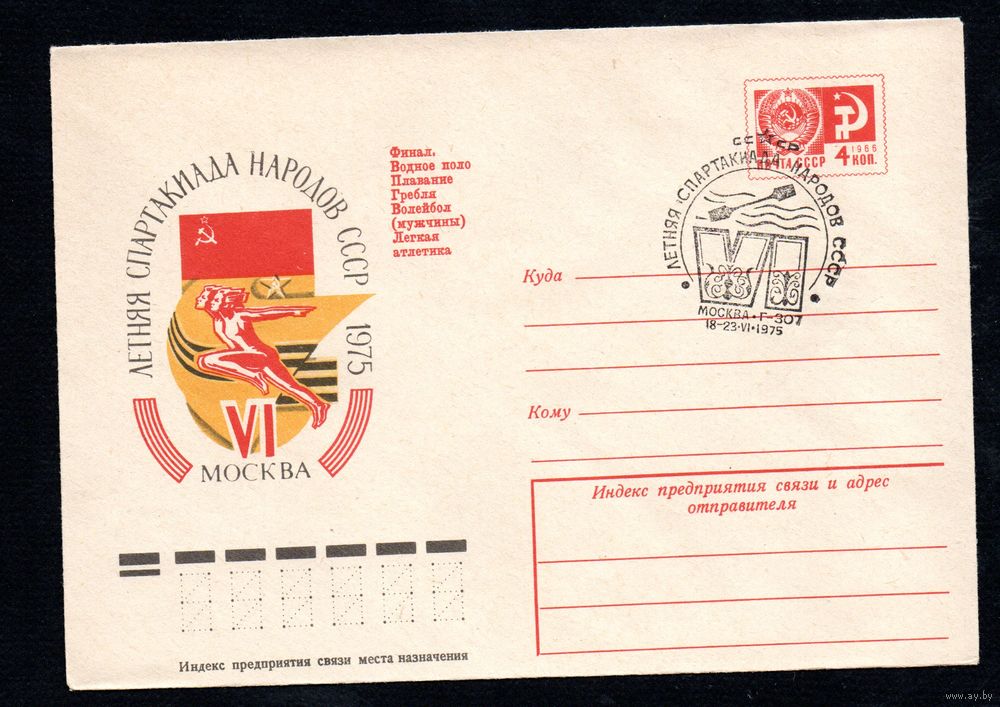 ЛЕТНЯЯ СПАРТАКИАДА НАРОДОВ СССР 1975
VI
МОСКВА
Финал.
Водное поло
Плавание
Гребля
Волейбол
(мужчины)
Легкая
атлетика
ПОЧТА СССР
1966
4 КОП.
СССР
ЛЕТНЯЯ СПАРТАКИАДА НАРОДОВ СССР
VI
МОСКВА·Г-307
18-23·VI·1975
Куда
Кому
Индекс предприятия связи и адрес
отправителя
Индекс предприятия связи места назначения
www.ay.by